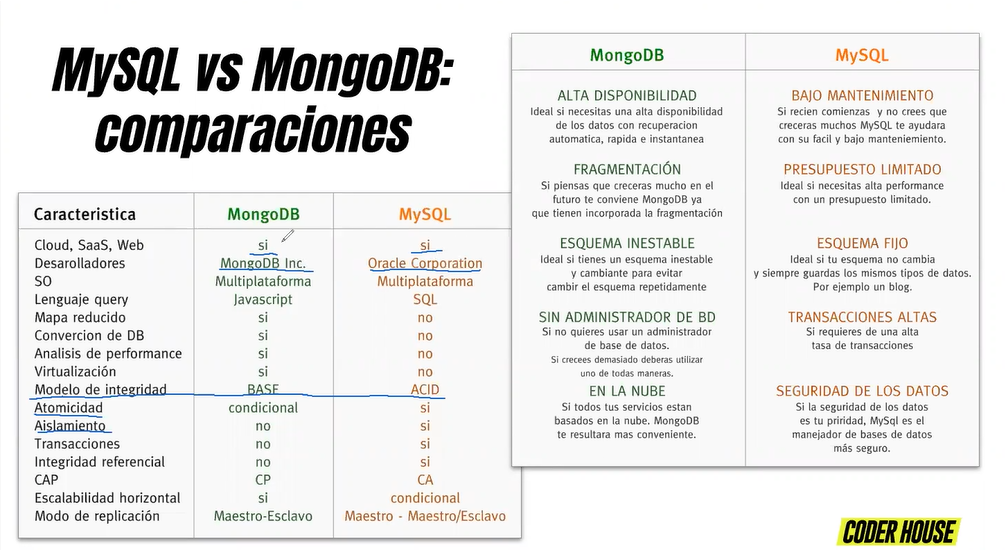 MySQL vs MongoDB:
comparaciones
Caracteristica MongoDB MySQL
Cloud, SaaS, Web si si
Desarolladores MongoDB Inc. Oracle Corporation
SO Multiplataforma Multiplataforma
Lenguaje query Javascript SQL
Mapa reducido si no
Convercion de DB si no
Analisis de performance si no
Virtualización si no
Modelo de integridad BASE ACID
Atomicidad condicional si
Aislamiento no si
Transacciones no si
Integridad referencial no si
CAP CP CA
Escalabilidad horizontal si condicional
Modo de replicación Maestro-Esclavo Maestro - Maestro/Esclavo
MongoDB MySQL
ALTA DISPONIBILIDAD
Ideal si necesitas una alta disponibilidad
de los datos con recuperacion
automatica, rapida e instantanea
BAJO MANTENIMIENTO
Si recien comienzas y no crees que
creceras muchos MySQL te ayudara
con su facil y bajo manteniemiento.
FRAGMENTACIÓN
Si piensas que creceras mucho en el
futuro te conviene MongoDB ya
que tienen incorporada la fragmentación
PRESUPUESTO LIMITADO
Ideal si necesitas alta performance
con un presupuesto limitado.
ESQUEMA INESTABLE
Ideal si tienes un esquema inestable
y cambiante para evitar
cambir el esquema repetidamente
ESQUEMA FIJO
Ideal si tu esquema no cambia
y siempre guardas los mismos tipos de datos.
Por ejemplo un blog.
SIN ADMINISTRADOR DE BD
Si no quieres usar un administrador
de base de datos.
Si crecees demasiado deberas utilizar
uno de todas maneras.
TRANSACCIONES ALTAS
Si requieres de una alta
tasa de transacciones
EN LA NUBE
Si todos tus servicios estan
basados en la nube. MongoDB
te resultara mas conveniente.
SEGURIDAD DE LOS DATOS
Si la seguridad de los datos
es tu priridad, MySql es el
manejador de bases de datos
más seguro.
CODER HOUSE